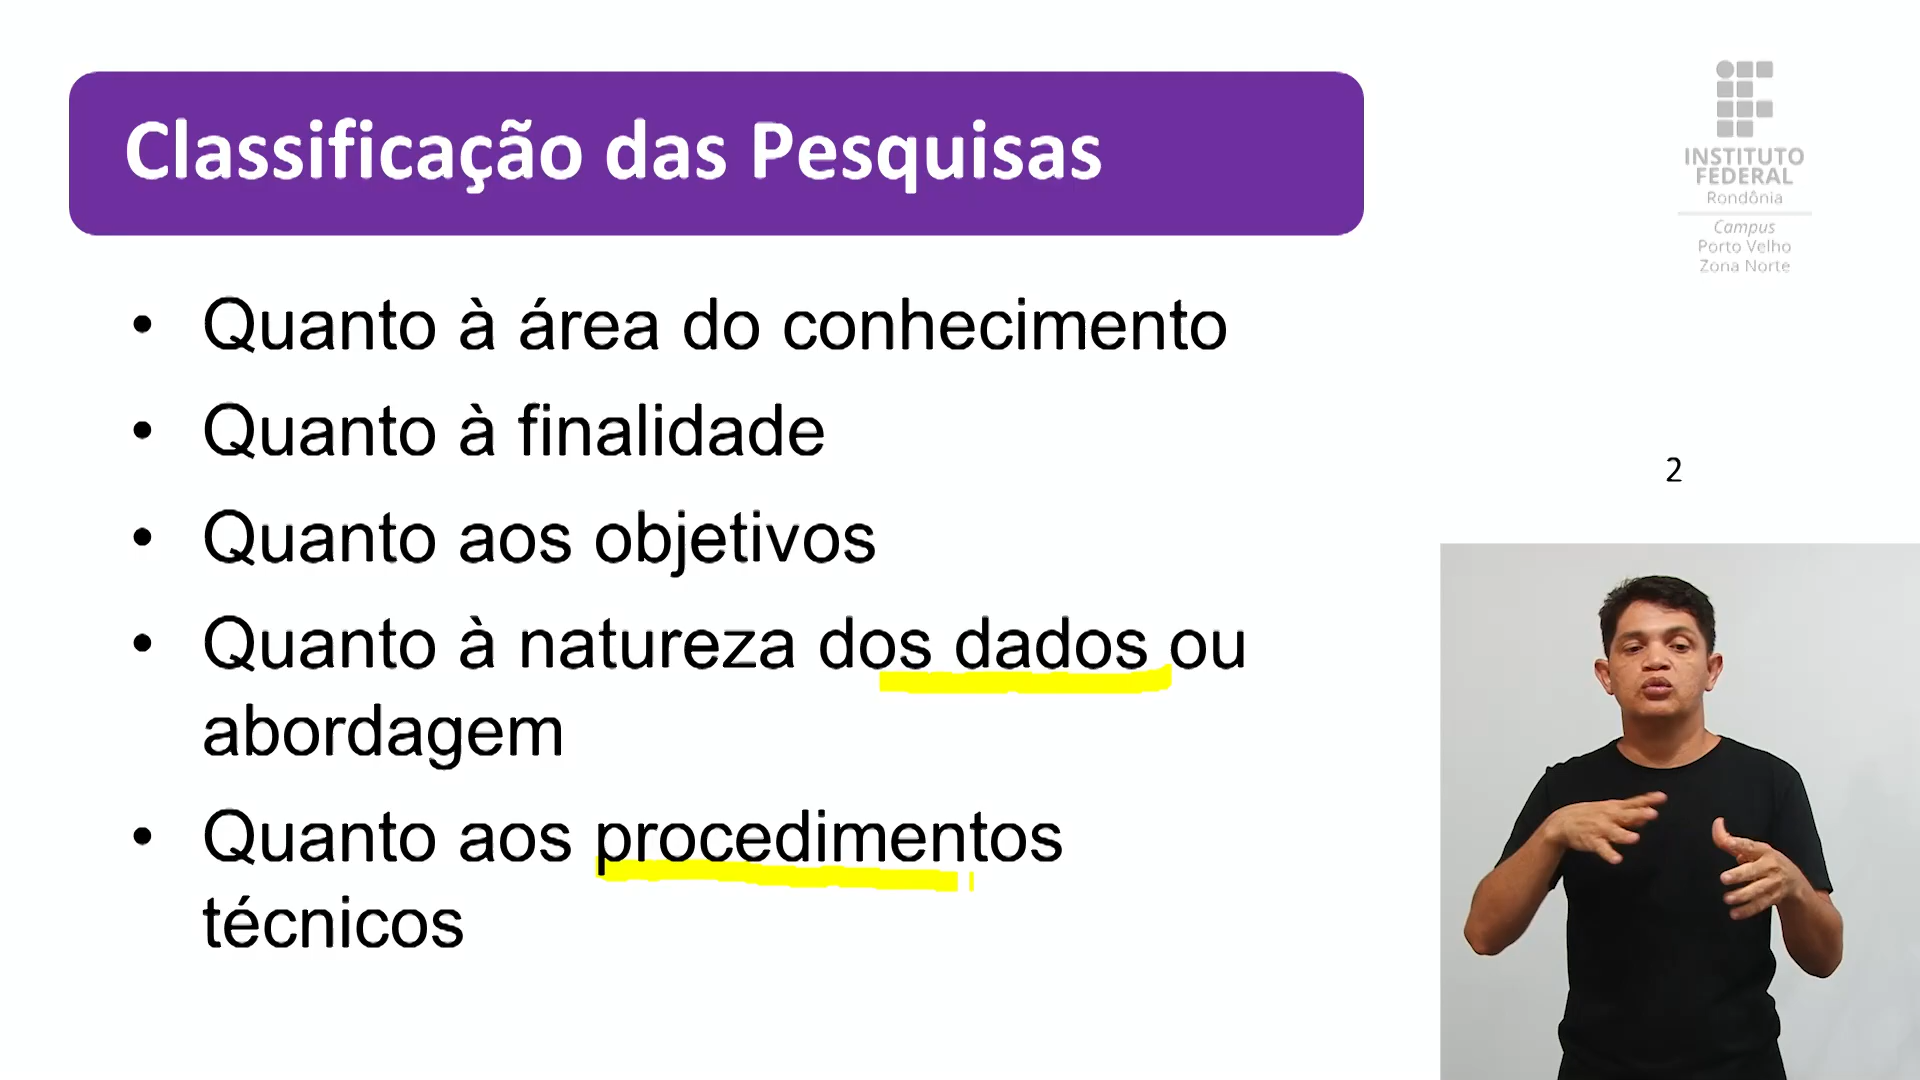 Classificação das Pesquisas
INSTITUTO
FEDERAL
Rondônia
Campus
Porto Velho
Zona Norte
• Quanto à área do conhecimento
• Quanto à finalidade
2
• Quanto aos objetivos
• Quanto à natureza dos dados ou
abordagem
• Quanto aos procedimentos
técnicos